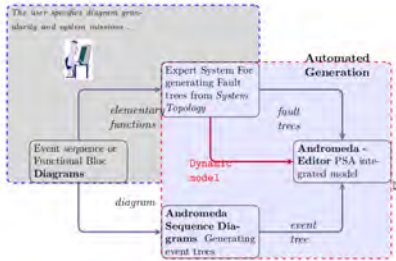 The user specifies diagram gran-
ularity and system missions ...
Automated
Generation
Expert System For
generating Fault
trees from System
Topology
elementary
functions
fault
trees
Event sequence or
Functional Bloc
Diagrams
Dynamic
model
Andromeda -
Editor PSA inte-
grated model
diagram
Andromeda
Sequence Dia-
grams Generating
event trees
event
tree